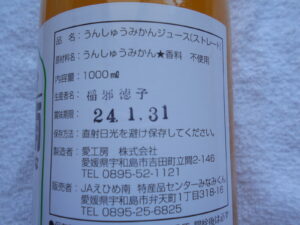 品名:うんしゅうみかんジュース(ストレート)
原材料名:うんしゅうみかん★香料 不使用
内容量:1000㎖
生産者名:稲邪徳子
賞味期限:24.1.31
保存方法:直射日光を避け保存してください。
製造者:愛工房 株式会社
愛媛県宇和島市吉田町立間2-146
TEL 0895-52-1121
販売者:JAえひめ南 特産品センターみなみくん
愛媛県宇和島市弁天町1丁目318-16
TEL 0895-25-6825